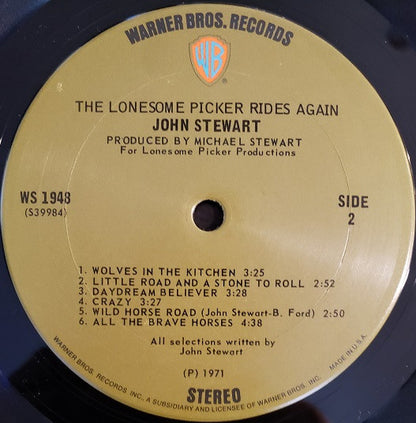 WARNER BROS. RECORDS
WB
®
THE LONESOME PICKER RIDES AGAIN
JOHN STEWART
PRODUCED BY MICHAEL STEWART
For Lonesome Picker Productions
WS 1948
(S39984)
SIDE
2
1. WOLVES IN THE KITCHEN 3:25
2. LITTLE ROAD AND A STONE TO ROLL 2:52
3. DAYDREAM BELIEVER 3:28
4. CRAZY 3:27
5. WILD HORSE ROAD (John Stewart-B. Ford) 2:50
6. ALL THE BRAVE HORSES 4:38
All selections written by
John Stewart
(P) 1971
STEREO
WARNER BROS. RECORDS INC., A SUBSIDIARY AND LICENSEE OF WARNER BROS. INC. MADE IN U.S.A.